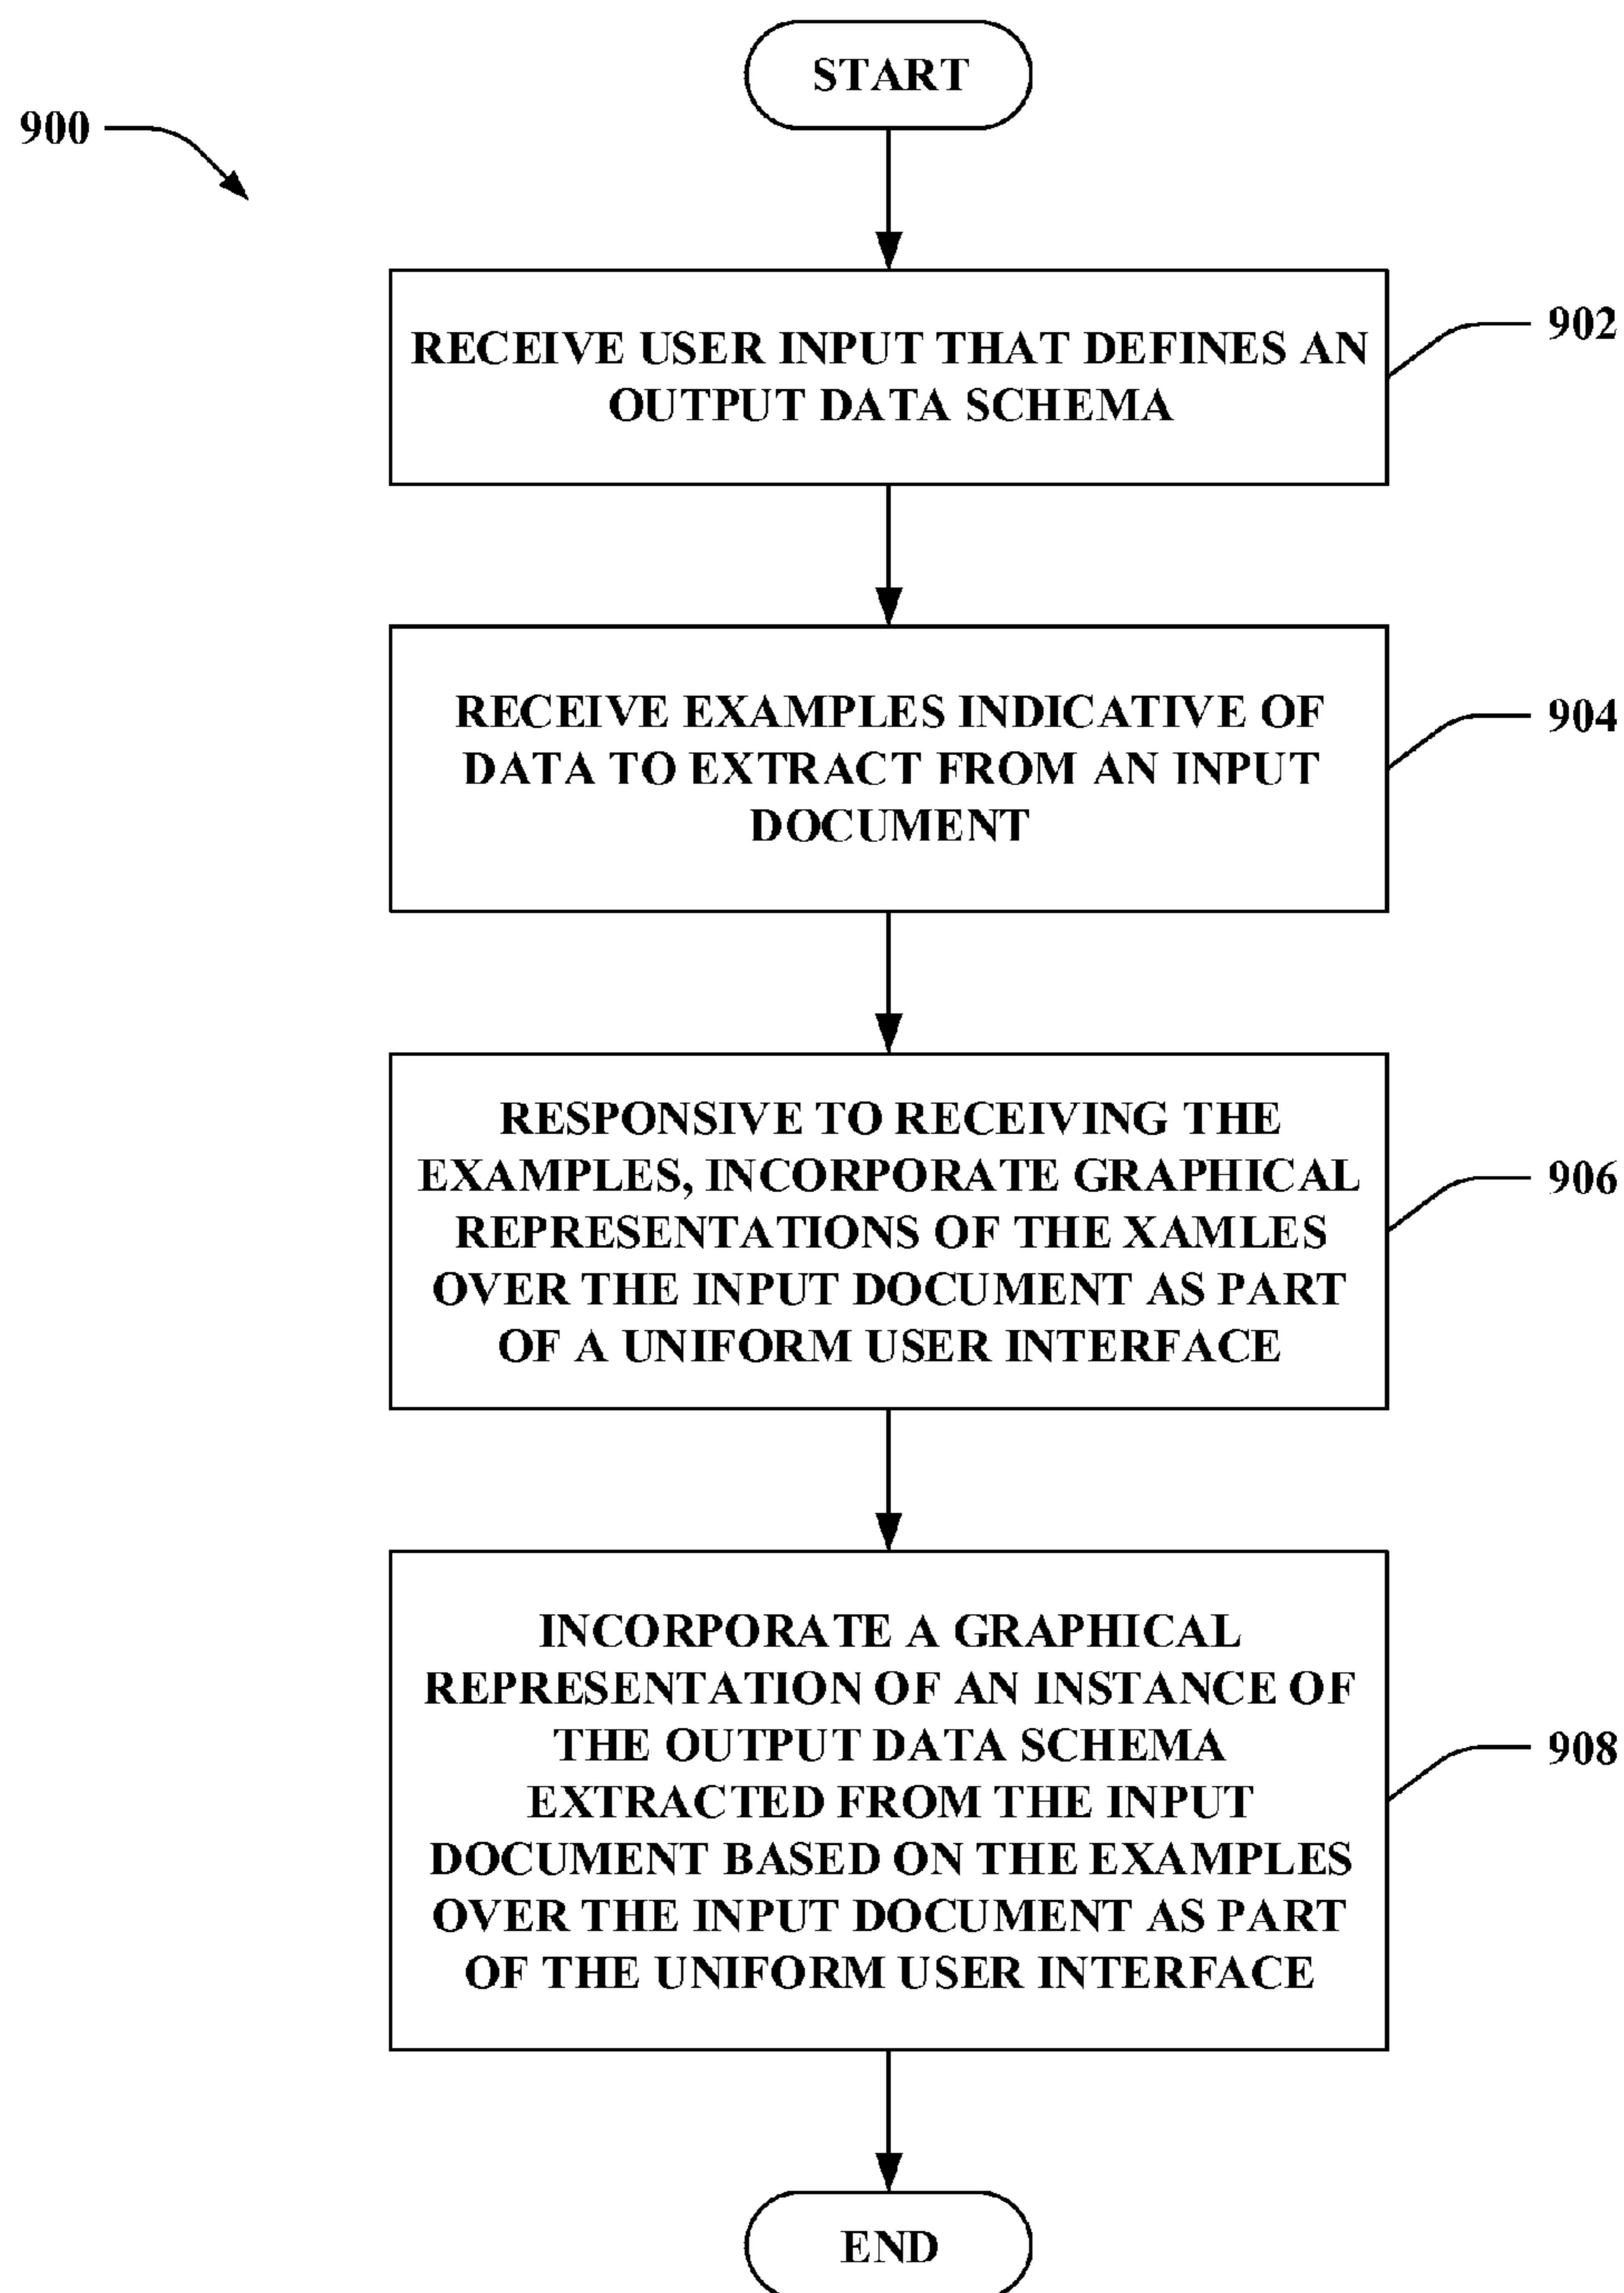 START
900
RECEIVE USER INPUT THAT DEFINES AN
OUTPUT DATA SCHEMA
902
RECEIVE EXAMPLES INDICATIVE OF
DATA TO EXTRACT FROM AN INPUT
DOCUMENT
904
RESPONSIVE TO RECEIVING THE
EXAMPLES, INCORPORATE GRAPHICAL
REPRESENTATIONS OF THE XAMLES
OVER THE INPUT DOCUMENT AS PART
OF A UNIFORM USER INTERFACE
906
INCORPORATE A GRAPHICAL
REPRESENTATION OF AN INSTANCE OF
THE OUTPUT DATA SCHEMA
EXTRACTED FROM THE INPUT
DOCUMENT BASED ON THE EXAMPLES
OVER THE INPUT DOCUMENT AS PART
OF THE UNIFORM USER INTERFACE
908
END